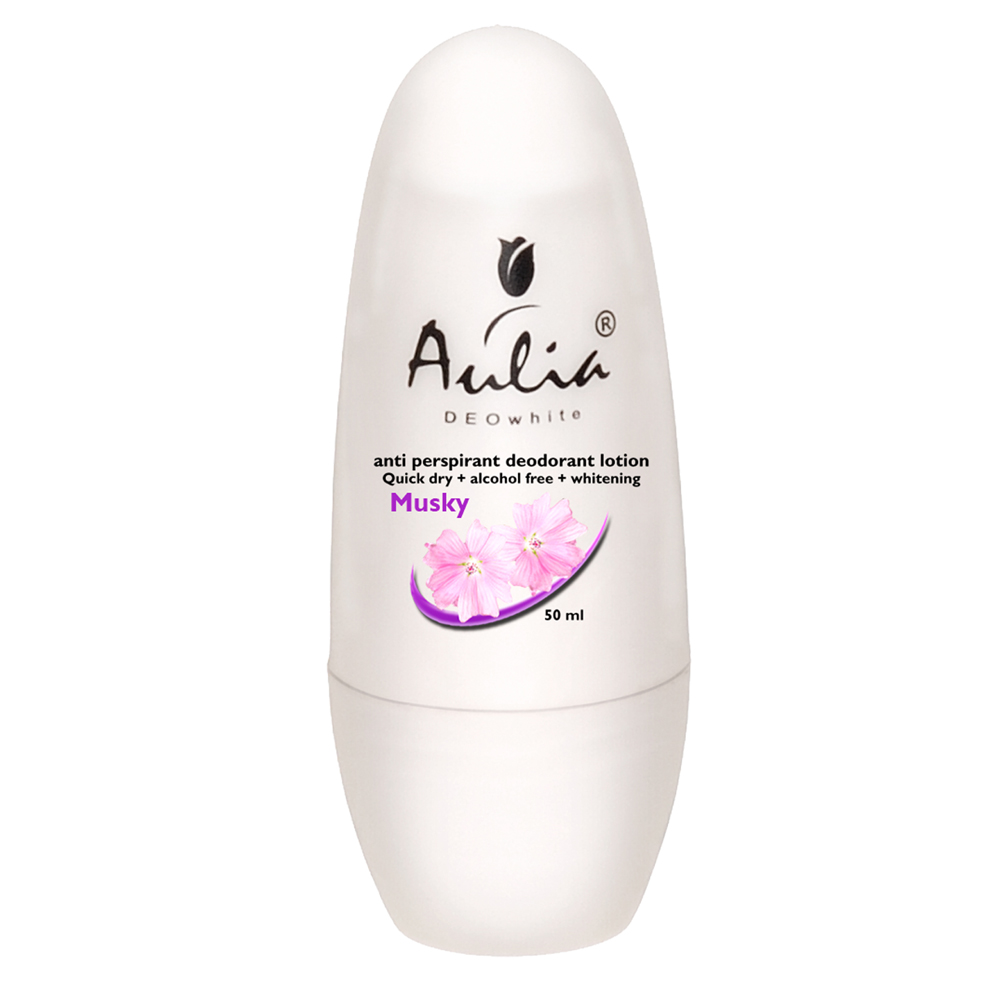 Aulia®
DEOwhite
anti perspirant deodorant lotion
Quick dry + alcohol free + whitening
Musky
50 ml